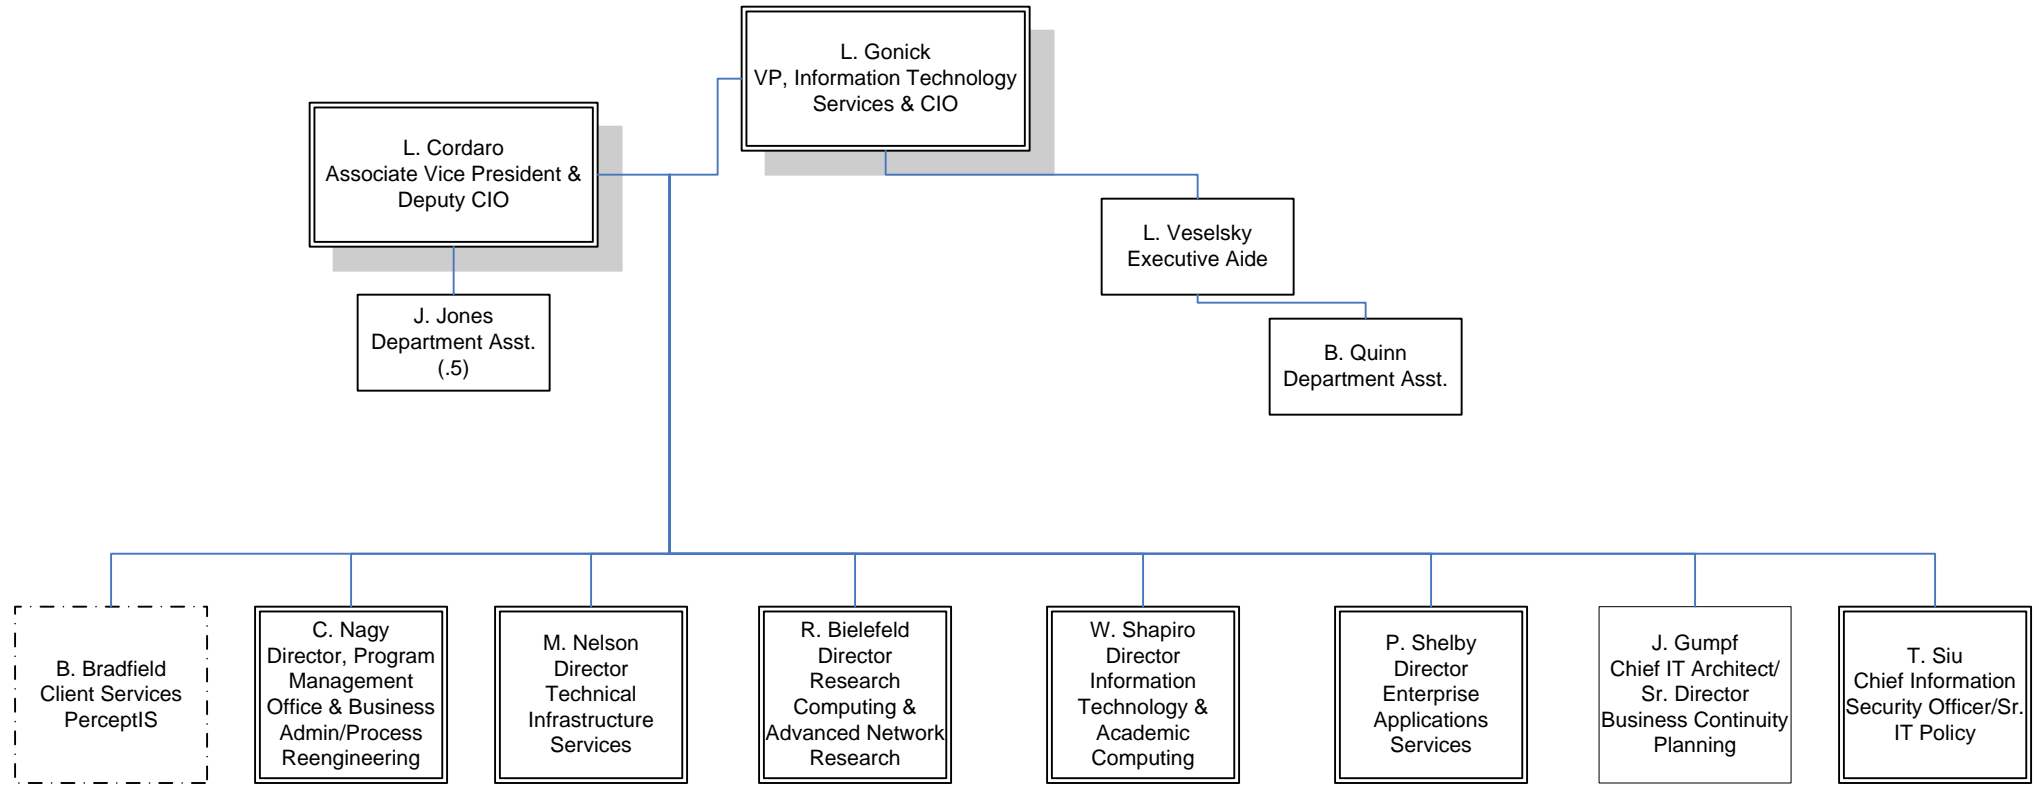 L. Gonick
VP, Information Technology
Services & CIO
L. Cordaro
Associate Vice President &
Deputy CIO
L. Veselsky
Executive Aide
J. Jones
Department Asst.
(.5)
B. Quinn
Department Asst.
B. Bradfield
Client Services
PerceptIS
C. Nagy
Director, Program
Management
Office & Business
Admin/Process
Reengineering
M. Nelson
Director
Technical
Infrastructure
Services
R. Bielefeld
Director
Research
Computing &
Advanced Network
Research
W. Shapiro
Director
Information
Technology &
Academic
Computing
P. Shelby
Director
Enterprise
Applications
Services
J. Gumpf
Chief IT Architect/
Sr. Director
Business Continuity
Planning
T. Siu
Chief Information
Security Officer/Sr.
IT Policy